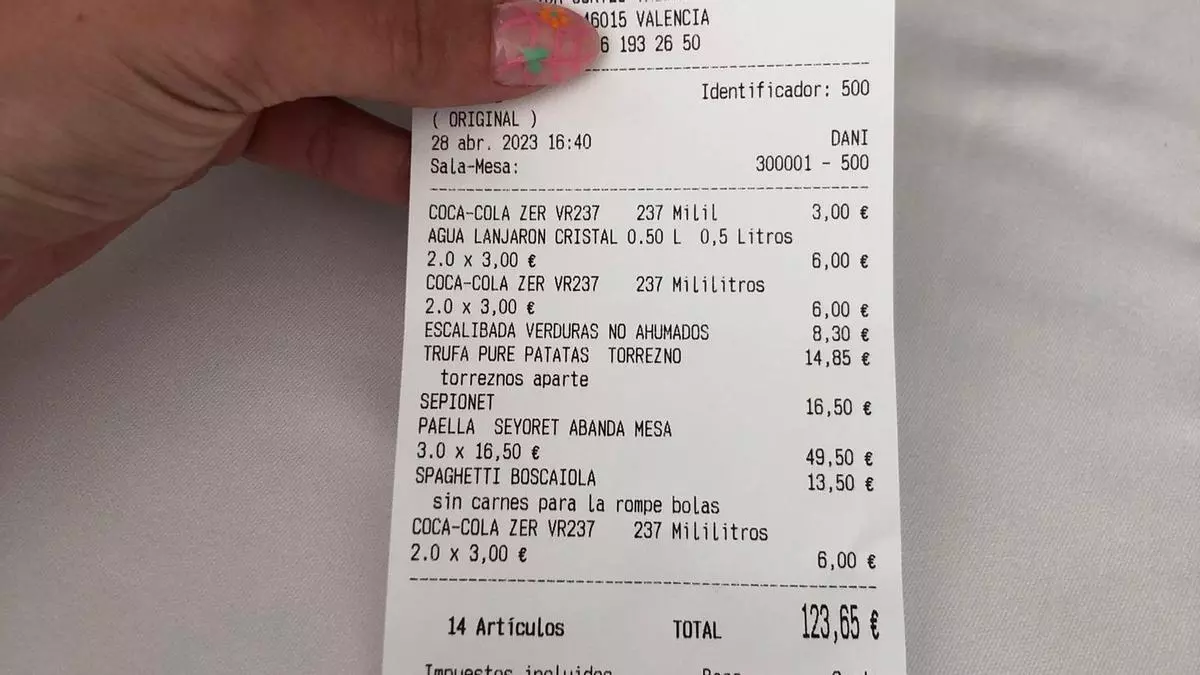 46015 VALENCIA
6 193 26 50
Identificador: 500
( ORIGINAL )
28 abr. 2023 16:40 DANI
Sala-Mesa: 300001 - 500
COCA-COLA ZER VR237 237 Milil 3,00 €
AGUA LANJARON CRISTAL 0.50 L 0,5 Litros
2.0 x 3,00 € 6,00 €
COCA-COLA ZER VR237 237 Mililitros
2.0 x 3,00 € 6,00 €
ESCALIBADA VERDURAS NO AHUMADOS 8,30 €
TRUFA PURE PATATAS TORREZNO 14,85 €
torreznos aparte
SEPIONET 16,50 €
PAELLA SEYORET ABANDA MESA
3.0 x 16,50 € 49,50 €
SPAGHETTI BOSCAIOLA 13,50 €
sin carnes para la rompe bolas
COCA-COLA ZER VR237 237 Mililitros
2.0 x 3,00 € 6,00 €
14 Artículos TOTAL 123,65 €
Impuestos incluidos